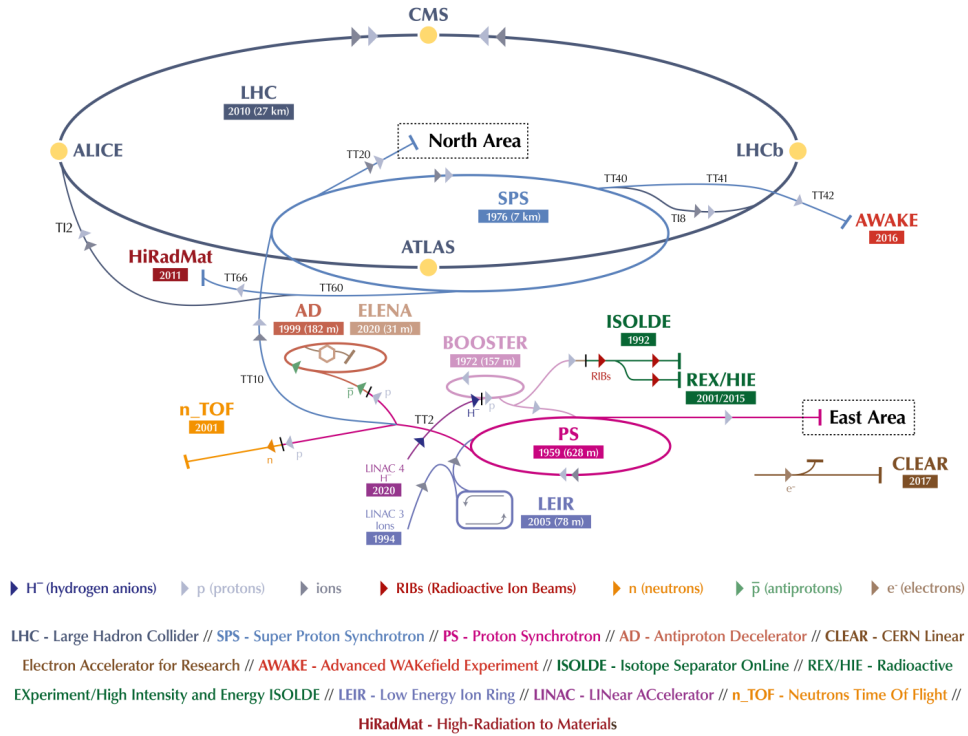 CMS
LHC
2010 (27 km)
ALICE
North Area
TT20
LHCb
TT40
TT41
TT42
SPS
1976 (7 km)
TI8
AWAKE
2016
TI2
ATLAS
HiRadMat
2011
TT66
TT60
AD
1999 (182 m)
ELENA
2020 (31 m)
ISOLDE
1992
BOOSTER
1972 (157 m)
RIBs
REX/HIE
2001/2015
TT10
p
p
H⁻
p
n_TOF
2001
TT2
East Area
PS
1959 (628 m)
n
p
LINAC 4
H⁻
2020
CLEAR
2017
e⁻
LEIR
2005 (78 m)
LINAC 3
Ions
1994
H⁻ (hydrogen anions)
p (protons)
ions
RIBs (Radioactive Ion Beams)
n (neutrons)
p̅ (antiprotons)
e⁻ (electrons)
LHC - Large Hadron Collider // SPS - Super Proton Synchrotron // PS - Proton Synchrotron // AD - Antiproton Decelerator // CLEAR - CERN Linear
Electron Accelerator for Research // AWAKE - Advanced WAKefield Experiment // ISOLDE - Isotope Separator OnLine // REX/HIE - Radioactive
EXperiment/High Intensity and Energy ISOLDE // LEIR - Low Energy Ion Ring // LINAC - LINear ACcelerator // n_TOF - Neutrons Time Of Flight //
HiRadMat - High-Radiation to Materials